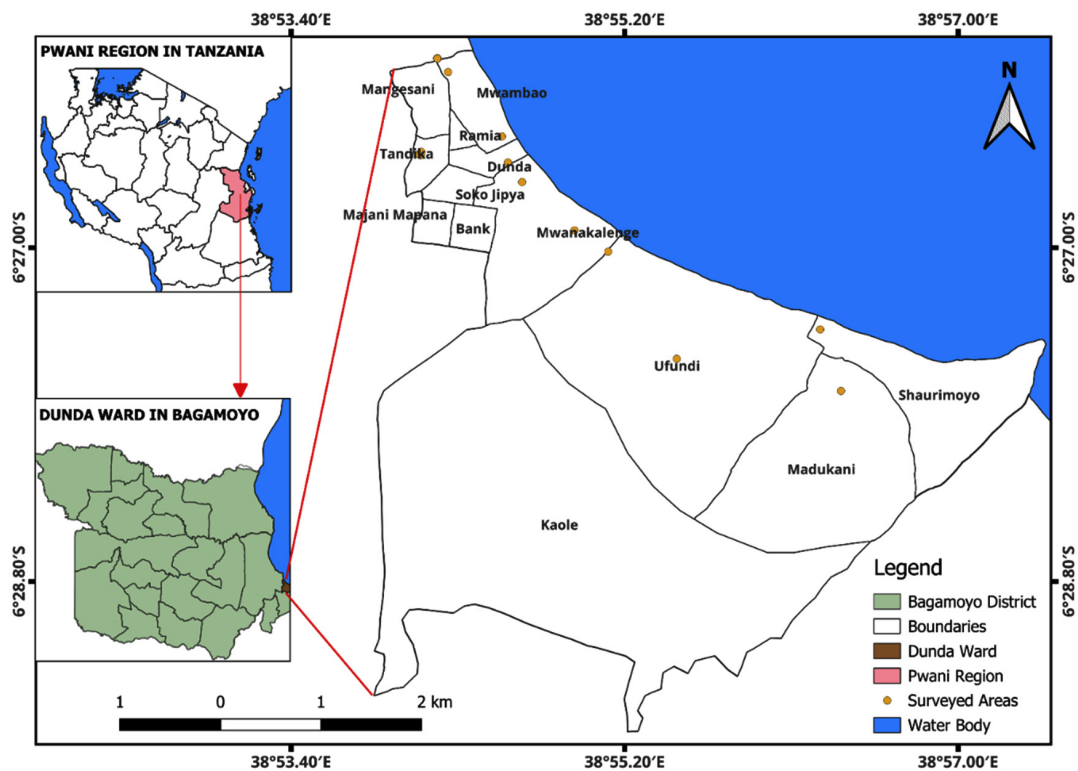 38°53.40'E 38°55.20'E 38°57.00'E
PWANI REGION IN TANZANIA
N
Mangesani
Mwambao
Ramia
Tandika
Dunda
Soko Jipya
Majani Mapana
Bank
Mwanakalenge
6°27.00'S 6°27.00'S
Ufundi
Shaurimoyo
DUNDA WARD IN BAGAMOYO
Madukani
Kaole
6°28.80'S 6°28.80'S
Legend
Bagamoyo District
Boundaries
Dunda Ward
Pwani Region
Surveyed Areas
Water Body
1 0 1 2 km
38°53.40'E 38°55.20'E 38°57.00'E